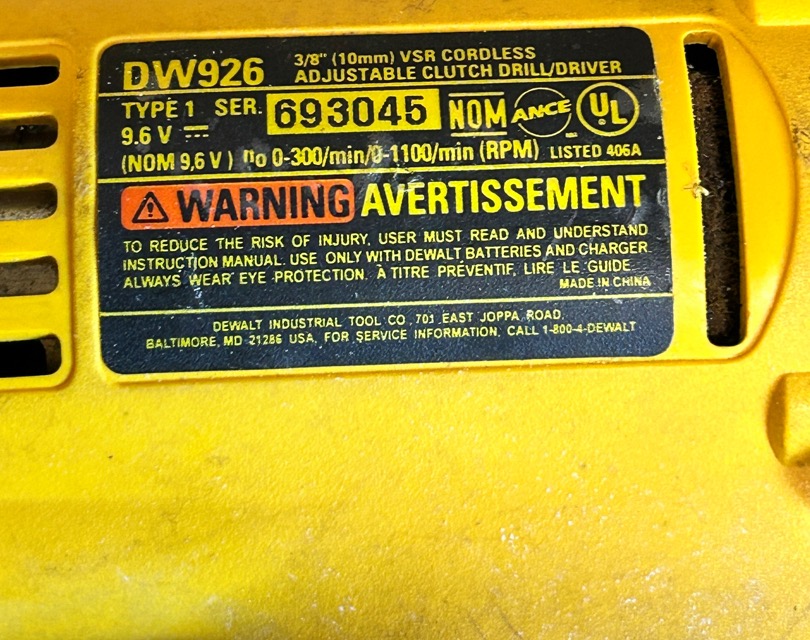 DW926 3/8" (10mm) VSR CORDLESS
ADJUSTABLE CLUTCH DRILL/DRIVER
TYPE 1 SER. 693045 NOM ANCE UL
9.6 V
(NOM 9,6 V) no 0-300/min/0-1100/min (RPM) LISTED 406A
WARNING AVERTISSEMENT
TO REDUCE THE RISK OF INJURY, USER MUST READ AND UNDERSTAND
INSTRUCTION MANUAL. USE ONLY WITH DEWALT BATTERIES AND CHARGER.
ALWAYS WEAR EYE PROTECTION. À TITRE PRÉVENTIF, LIRE LE GUIDE.
MADE IN CHINA
DEWALT INDUSTRIAL TOOL CO., 701 EAST JOPPA ROAD,
BALTIMORE, MD 21286 USA, FOR SERVICE INFORMATION, CALL 1-800-4-DEWALT